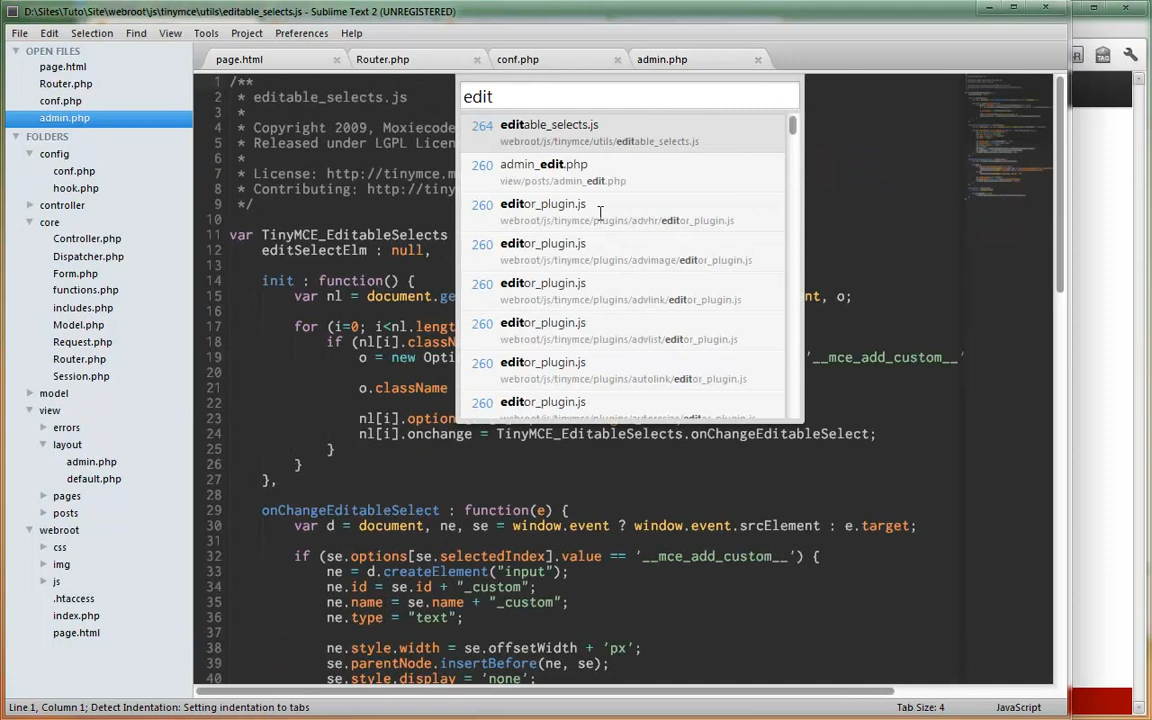 D:\Sites\Tuto\Site\webroot\js\tinymce\utils\editable_selects.js - Sublime Text 2 (UNREGISTERED)
File Edit Selection Find View Tools Project Preferences Help
OPEN FILES
page.html
Router.php
conf.php
admin.php
FOLDERS
config
conf.php
hook.php
controller
core
Controller.php
Dispatcher.php
Form.php
functions.php
includes.php
Model.php
Request.php
Router.php
Session.php
model
view
errors
layout
admin.php
default.php
pages
posts
webroot
css
img
js
.htaccess
index.php
page.html
page.html Router.php conf.php admin.php
edit
264 editable_selects.js
webroot/js/tinymce/utils/editable_selects.js
260 admin_edit.php
view/posts/admin_edit.php
260 editor_plugin.js
webroot/js/tinymce/plugins/advhr/editor_plugin.js
260 editor_plugin.js
webroot/js/tinymce/plugins/advimage/editor_plugin.js
260 editor_plugin.js
webroot/js/tinymce/plugins/advlink/editor_plugin.js
260 editor_plugin.js
webroot/js/tinymce/plugins/advlist/editor_plugin.js
260 editor_plugin.js
webroot/js/tinymce/plugins/autolink/editor_plugin.js
260 editor_plugin.js
1 /**
2 * editable_selects.js
3 *
4 * Copyright 2009, Moxiecode
5 * Released under LGPL Licen
6 *
7 * License: http://tinymce.m
8 * Contributing: http://tiny
9 */
10
11 var TinyMCE_EditableSelects
12 editSelectElm : null,
13
14 init : function() {
15 var nl = document.ge nt, o;
16
17 for (i=0; i<nl.lengt
18 if (nl[i].classN
19 o = new Opti '__mce_add_custom__'
20
21 o.className
22
23 nl[i].option
24 nl[i].onchange = TinyMCE_EditableSelects.onChangeEditableSelect;
25 }
26 }
27 },
28
29 onChangeEditableSelect : function(e) {
30 var d = document, ne, se = window.event ? window.event.srcElement : e.target;
31
32 if (se.options[se.selectedIndex].value == '__mce_add_custom__') {
33 ne = d.createElement("input");
34 ne.id = se.id + "_custom";
35 ne.name = se.name + "_custom";
36 ne.type = "text";
37
38 ne.style.width = se.offsetWidth + 'px';
39 se.parentNode.insertBefore(ne, se);
40 se.style.display = 'none';
Line 1, Column 1; Detect Indentation: Setting indentation to tabs Tab Size: 4 JavaScript